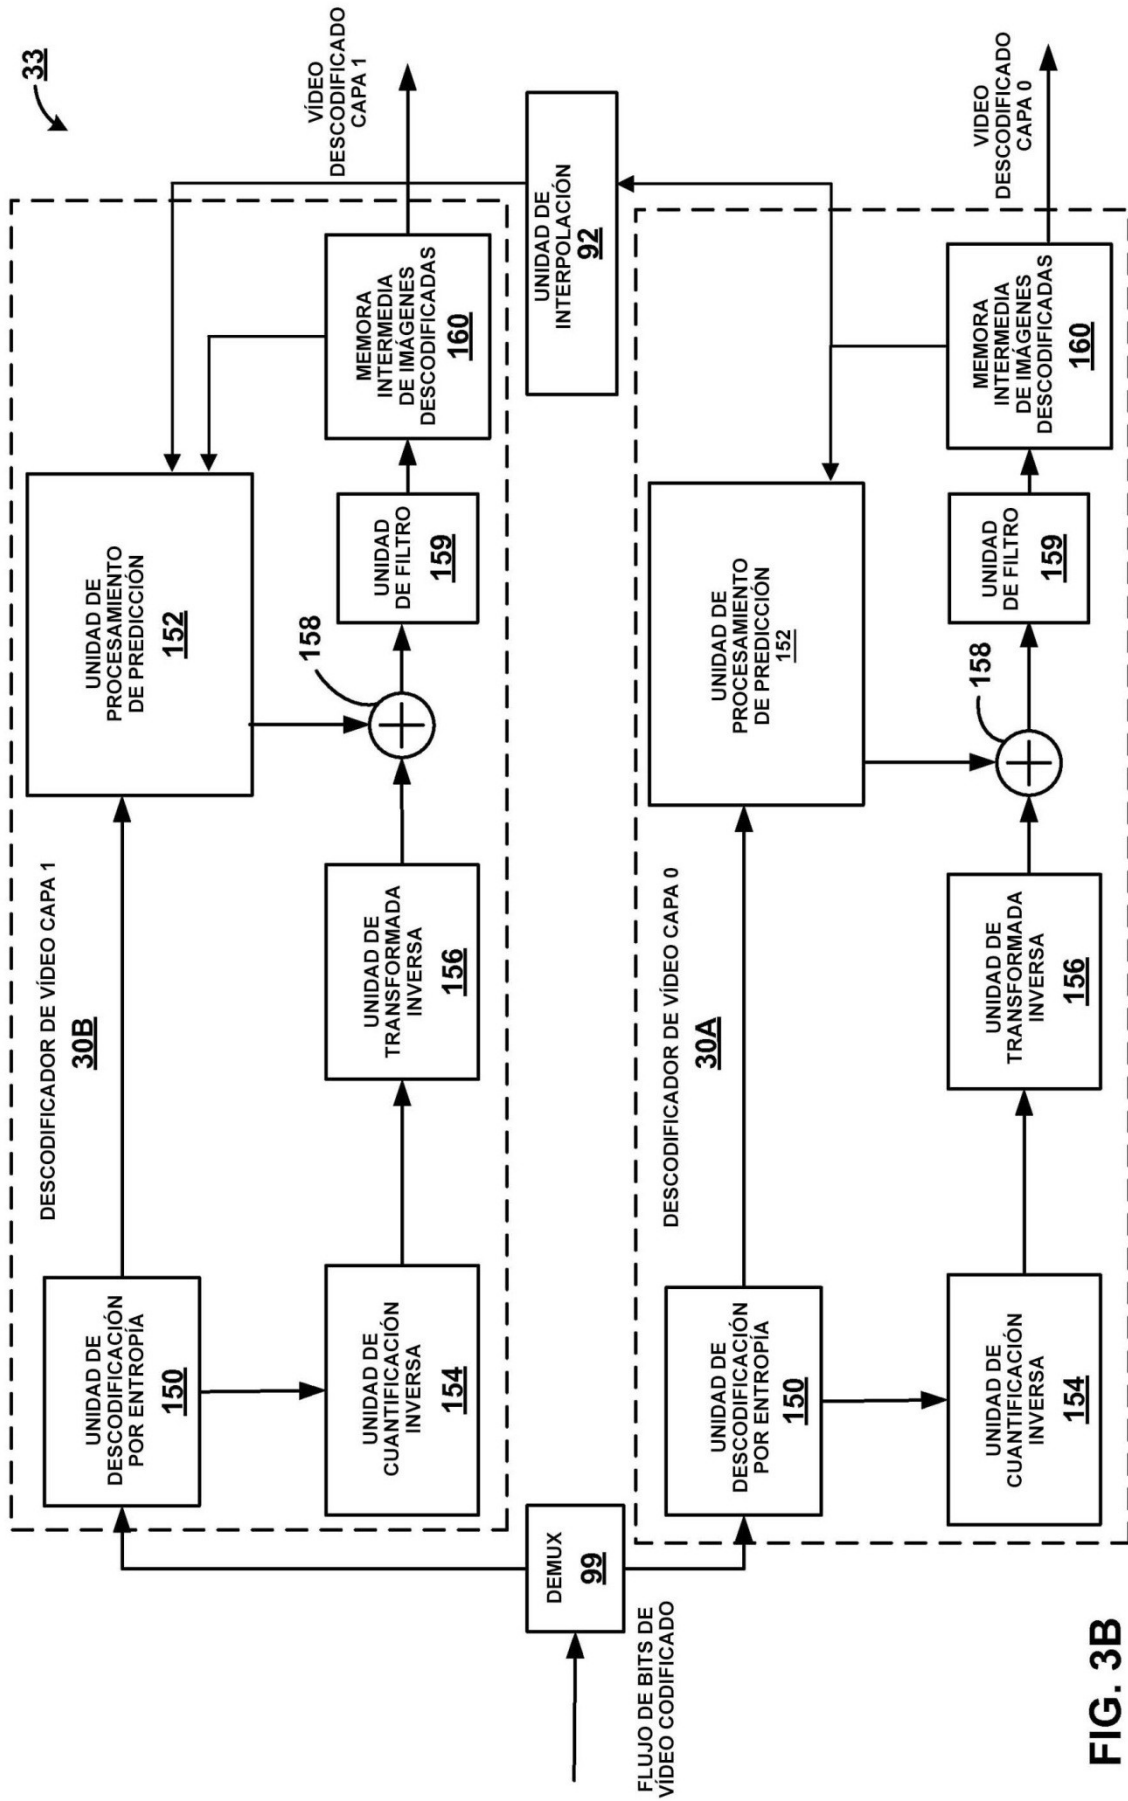 33
DESCODIFICADOR DE VÍDEO CAPA 1
30B
UNIDAD DE
DESCODIFICACIÓN
POR ENTROPÍA
150
UNIDAD DE
PROCESAMIENTO
DE PREDICCIÓN
152
UNIDAD DE
CUANTIFICACIÓN
INVERSA
154
UNIDAD DE
TRANSFORMADA
INVERSA
156
158
UNIDAD
DE FILTRO
159
MEMORA
INTERMEDIA
DE IMÁGENES
DESCODIFICADAS
160
VÍDEO
DESCODIFICADO
CAPA 1
FLUJO DE BITS DE
VÍDEO CODIFICADO
DEMUX
99
UNIDAD DE
INTERPOLACIÓN
92
DESCODIFICADOR DE VÍDEO CAPA 0
30A
UNIDAD DE
DESCODIFICACIÓN
POR ENTROPÍA
150
UNIDAD DE
PROCESAMIENTO
DE PREDICCIÓN
152
UNIDAD DE
CUANTIFICACIÓN
INVERSA
154
UNIDAD DE
TRANSFORMADA
INVERSA
156
158
UNIDAD
DE FILTRO
159
MEMORA
INTERMEDIA
DE IMÁGENES
DESCODIFICADAS
160
VIDEO
DESCODIFICADO
CAPA 0
FIG. 3B